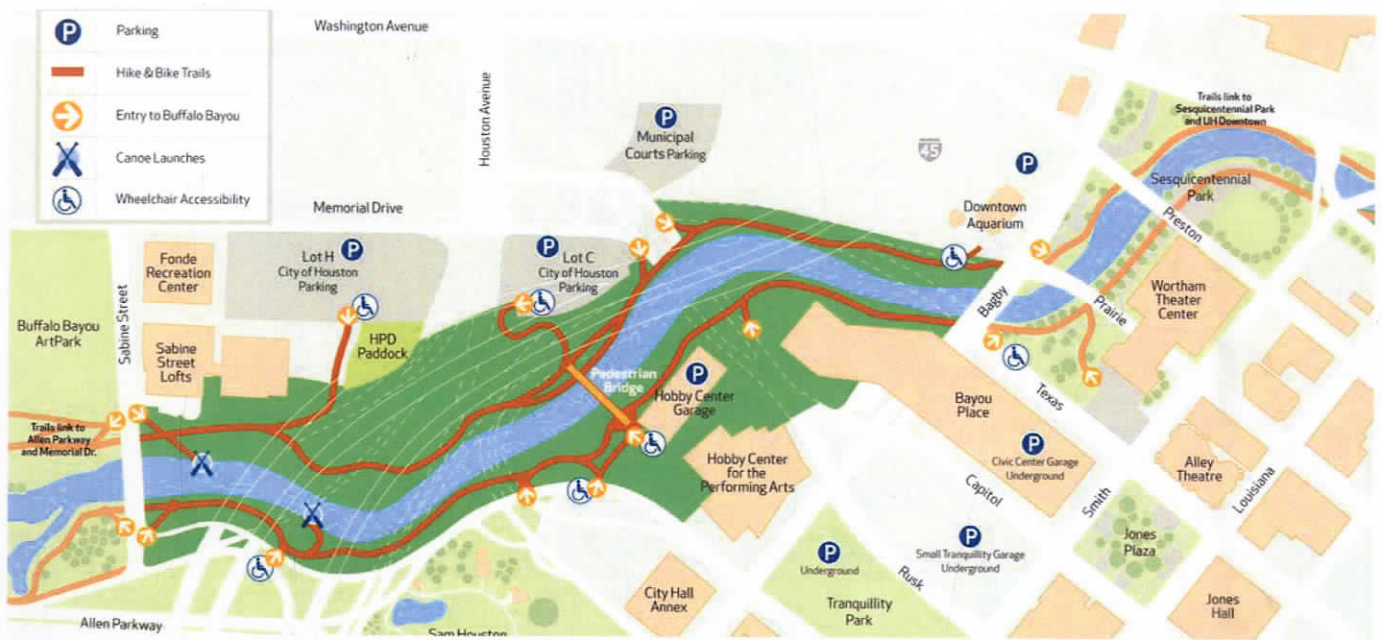 P
Parking
Hike & Bike Trails
Entry to Buffalo Bayou
Canoe Launches
Wheelchair Accessibility
Washington Avenue
Houston Avenue
P
Municipal
Courts Parking
45
P
Downtown
Aquarium
Trails link to
Sesquicentennial Park
and UH Downtown
Sesquicentennial
Park
Preston
Memorial Drive
Fonde
Recreation
Center
Lot H
P
City of Houston
Parking
P
Lot C
City of Houston
Parking
Buffalo Bayou
ArtPark
Sabine Street
Sabine
Street
Lofts
HPD
Paddock
Pedestrian
Bridge
P
Hobby Center
Garage
Bagby
Prairie
Wortham
Theater
Center
Texas
Bayou
Place
P
Civic Center Garage
Underground
Trails link to
Allen Parkway
and Memorial Dr.
Hobby Center
for the
Performing Arts
Capitol
Smith
Alley
Theatre
Louisiana
Jones
Plaza
P
Underground
Tranquillity
Park
Rusk
P
Small Tranquillity Garage
Underground
City Hall
Annex
Jones
Hall
Allen Parkway
Sam Houston